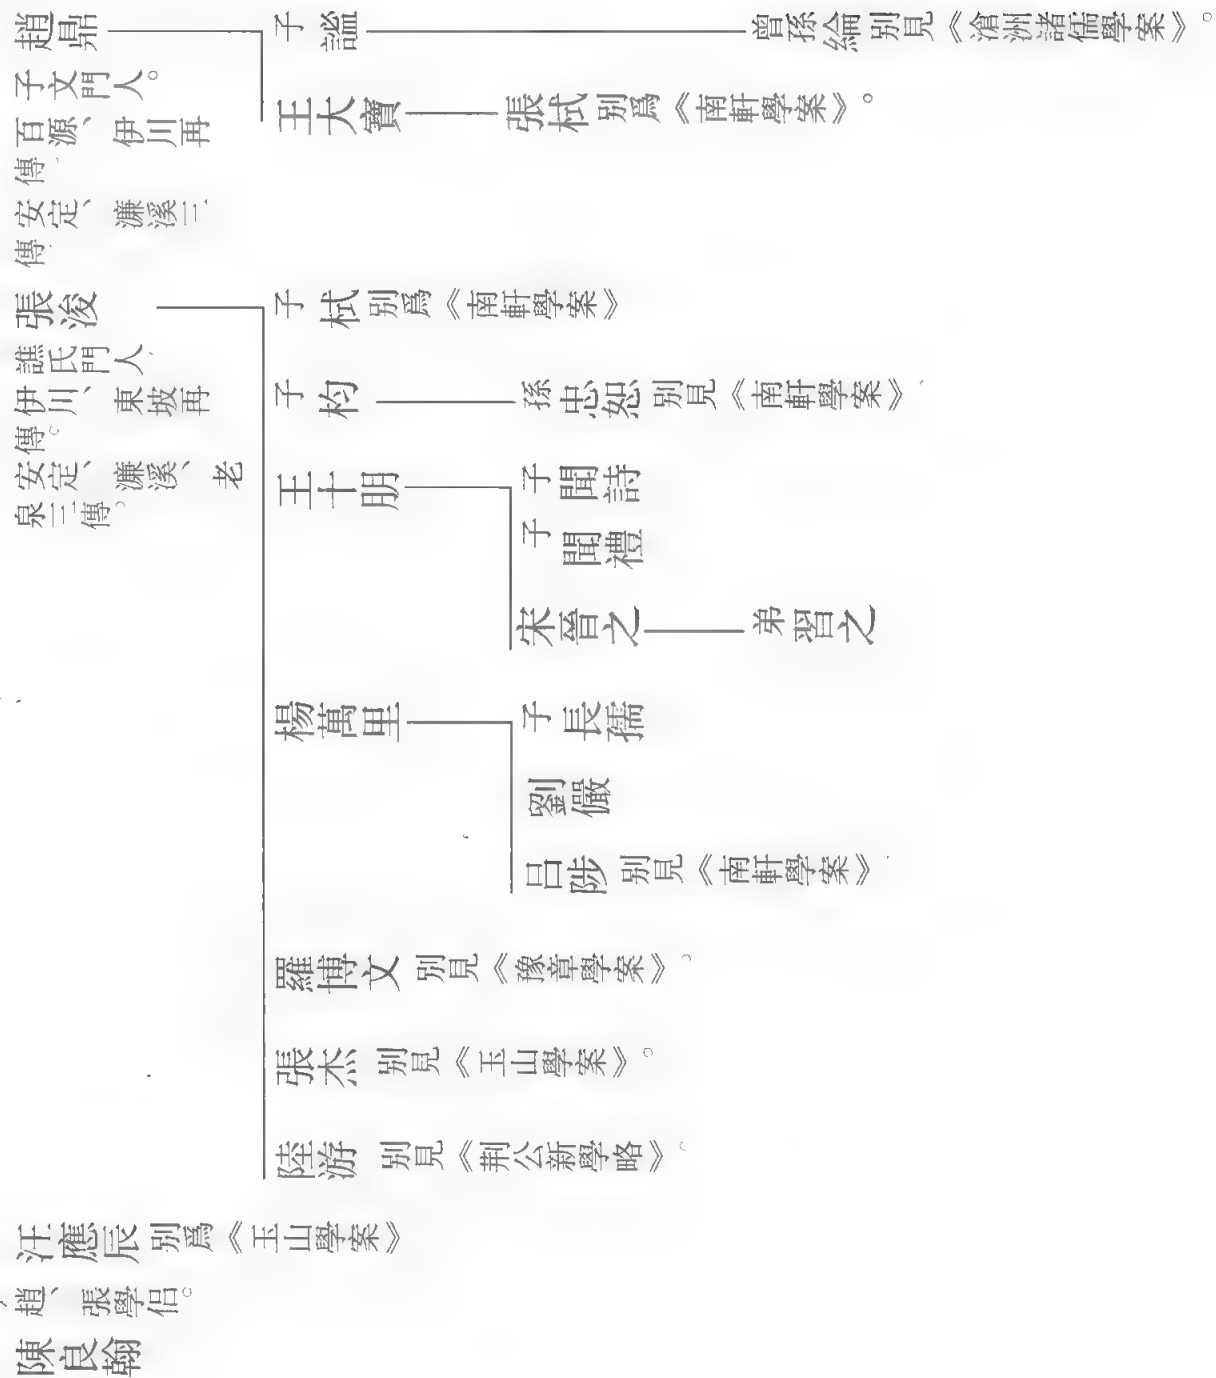 趙鼎
子文門人。
百源、伊川再
傳
安定、濂溪三
傳
子謐
曾孫綸別見《滄洲諸儒學案》。
王大寶
張栻別爲《南軒學案》。
張浚
譙氏門人
伊川、東坡再
傳。
安定、濂溪、老
泉三傳。
子栻別爲《南軒學案》
子杓
孫忠恕別見《南軒學案》
王十朋
子聞詩
子聞禮
宋晉之
弟習之
楊萬里
子長孺
劉儼
呂陟別見《南軒學案》
羅博文別見《豫章學案》。
張杰別見《玉山學案》。
陸游別見《荆公新學略》。
汪應辰別爲《玉山學案》
趙、張學侶。
陳良翰